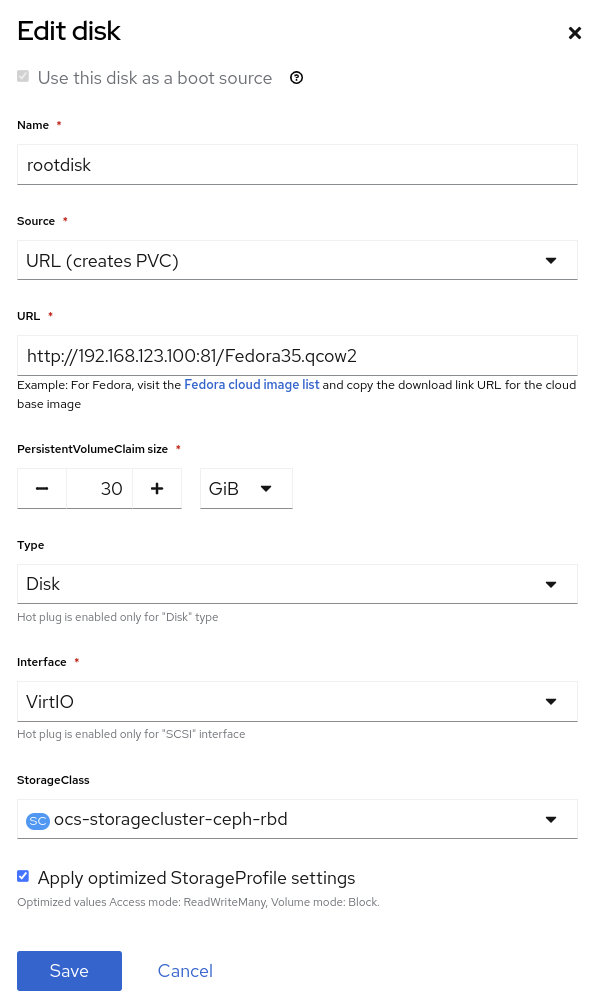 Edit disk
Use this disk as a boot source
Name *
rootdisk
Source *
URL (creates PVC)
URL *
http://192.168.123.100:81/Fedora35.qcow2
Example: For Fedora, visit the Fedora cloud image list and copy the download link URL for the cloud
base image
PersistentVolumeClaim size *
30 GiB
Type
Disk
Hot plug is enabled only for "Disk" type
Interface *
VirtIO
Hot plug is enabled only for "SCSI" interface
StorageClass
SC ocs-storagecluster-ceph-rbd
Apply optimized StorageProfile settings
Optimized values Access mode: ReadWriteMany, Volume mode: Block.
Save Cancel